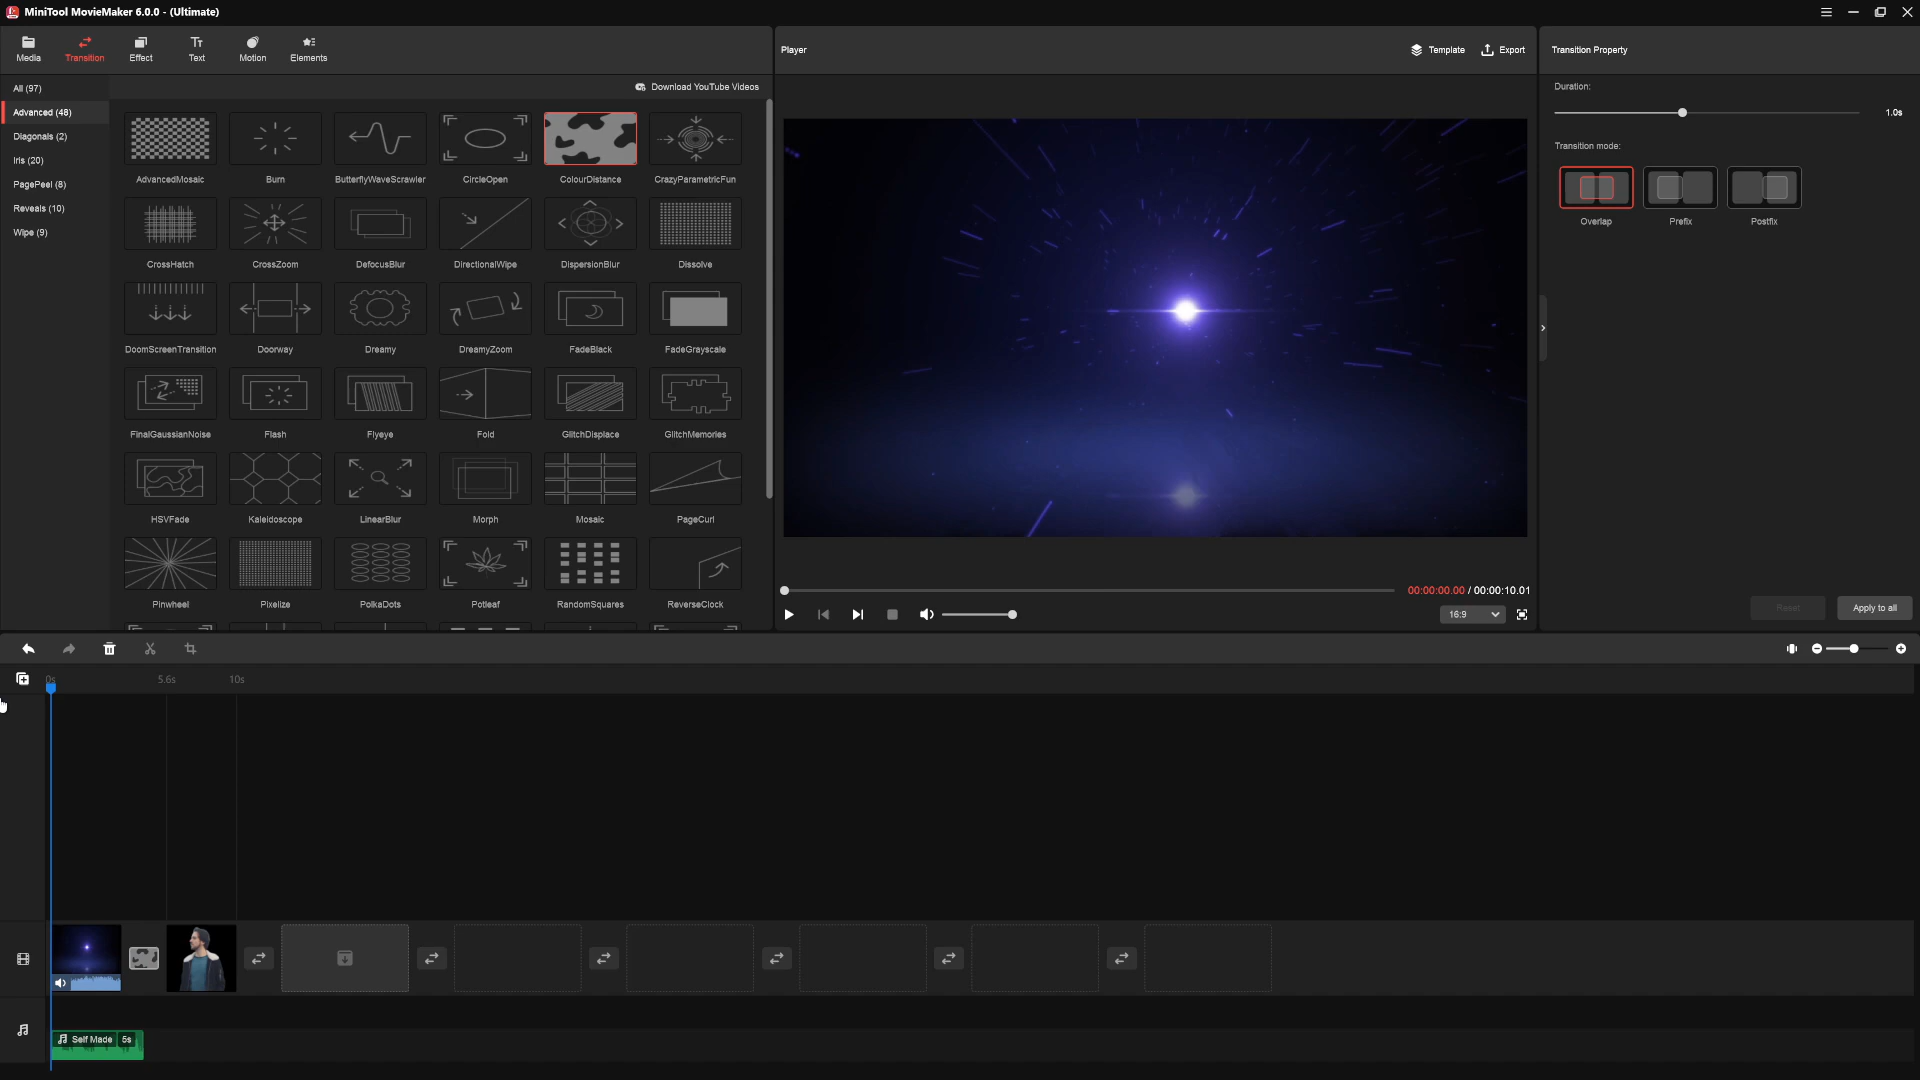 MiniTool MovieMaker 6.0.0 - (Ultimate)
Media
Transition
Effect
Text
Motion
Elements
Player
Template
Export
Transition Property
All (97)
Advanced (48)
Diagonals (2)
Iris (20)
PagePeel (8)
Reveals (10)
Wipe (9)
Download YouTube Videos
AdvancedMosaic
Burn
ButterflyWaveScrawler
CircleOpen
ColourDistance
CrazyParametricFun
CrossHatch
CrossZoom
DefocusBlur
DirectionalWipe
DispersionBlur
Dissolve
DoomScreenTransition
Doorway
Dreamy
DreamyZoom
FadeBlack
FadeGrayscale
FinalGaussianNoise
Flash
Flyeye
Fold
GlitchDisplace
GlitchMemories
HSVFade
Kaleidoscope
LinearBlur
Morph
Mosaic
PageCurl
Pinwheel
Pixelize
PolkaDots
Potleaf
RandomSquares
ReverseClock
00:00:00.00 / 00:00:10.01
16:9
Duration:
1.0s
Transition mode:
Overlap
Prefix
Postfix
Reset
Apply to all
0s
5.6s
10s
Self Made 5s